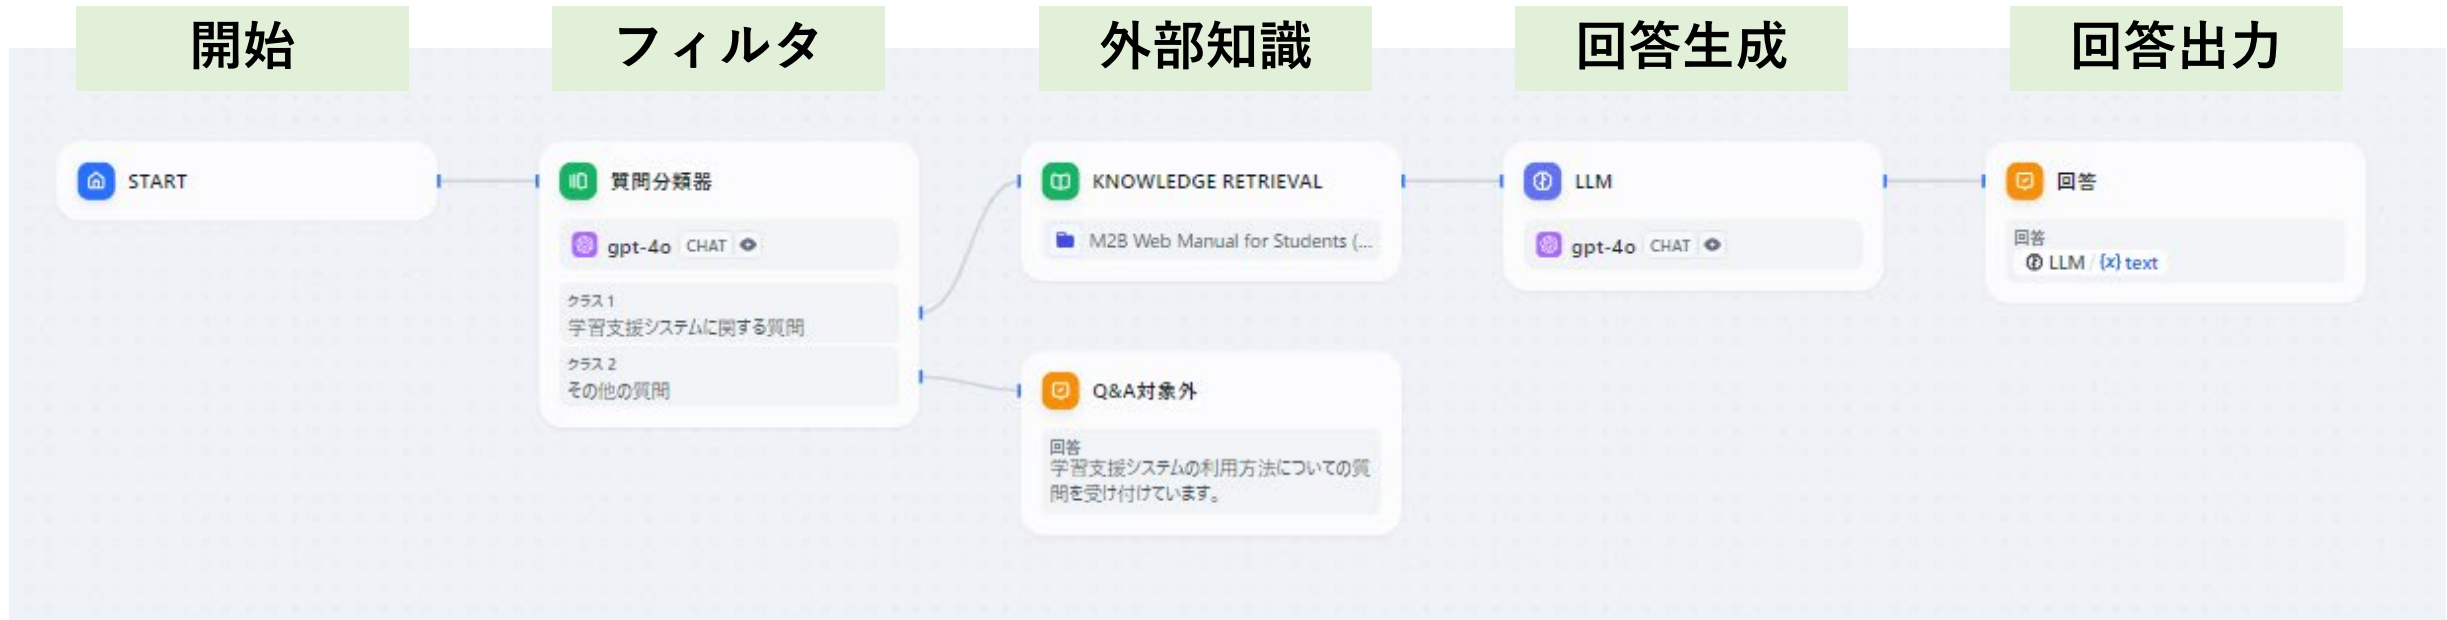 開始
フィルタ
外部知識
回答生成
回答出力
START
質問分類器
gpt-4o CHAT
クラス 1
学習支援システムに関する質問
クラス 2
その他の質問
KNOWLEDGE RETRIEVAL
M2B Web Manual for Students (...
Q&A対象外
回答
学習支援システムの利用方法についての質
問を受け付けています。
LLM
gpt-4o CHAT
回答
回答
LLM / {x} text